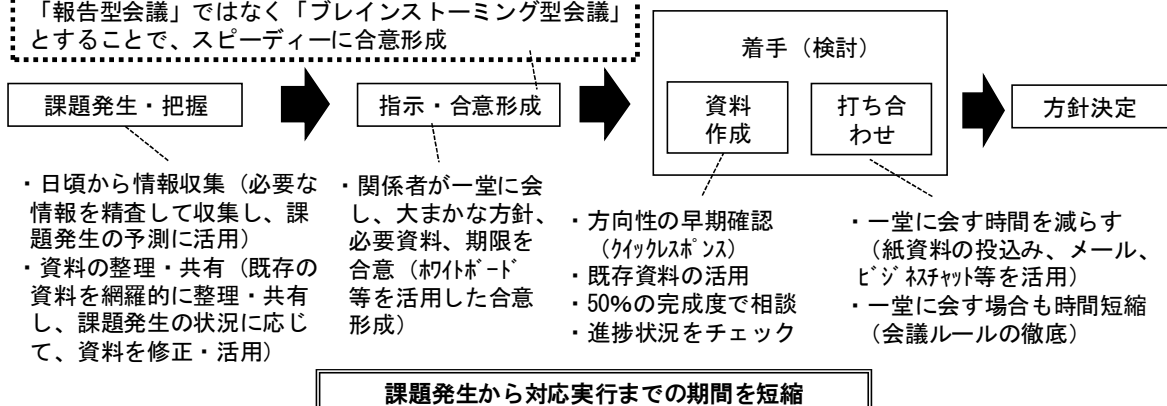 「報告型会議」ではなく「ブレインストーミング型会議」
とすることで、スピーディーに合意形成
課題発生・把握
指示・合意形成
着手（検討）
資料
作成
打ち合
わせ
方針決定
・日頃から情報収集（必要な
情報を精査して収集し、課
題発生の予測に活用）
・資料の整理・共有（既存の
資料を網羅的に整理・共有
し、課題発生の状況に応じ
て、資料を修正・活用）
・関係者が一堂に会
し、大まかな方針、
必要資料、期限を
合意（ﾎﾜｲﾄﾎﾞｰﾄﾞ
等を活用した合意
形成）
・方向性の早期確認
（ｸｲｯｸﾚｽﾎﾟﾝｽ）
・既存資料の活用
・50%の完成度で相談
・進捗状況をチェック
・一堂に会す時間を減らす
（紙資料の投込み、メール、
ﾋﾞｼﾞﾈｽﾁｬｯﾄ等を活用）
・一堂に会す場合も時間短縮
（会議ルールの徹底）
課題発生から対応実行までの期間を短縮